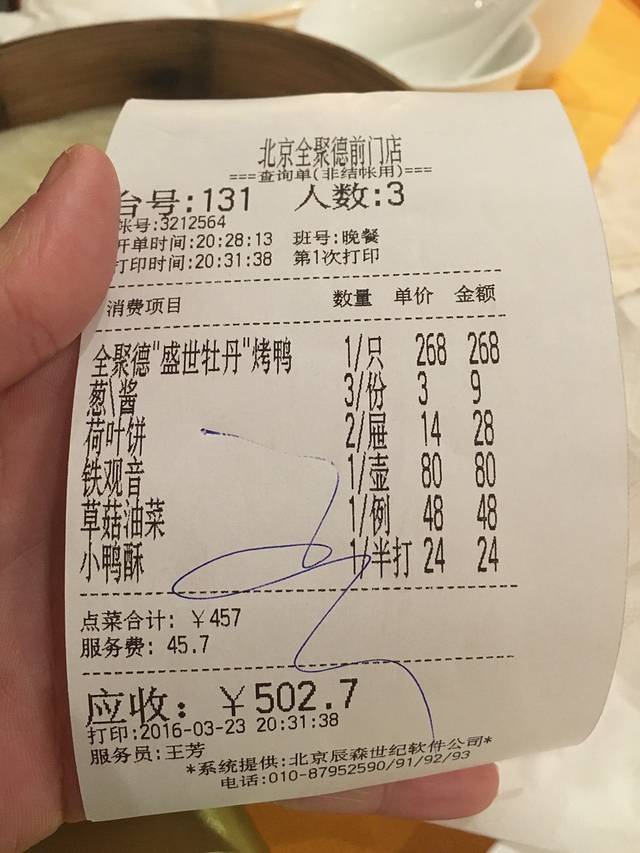 北京全聚德前门店
===查询单(非结帐用)===
台号:131 人数:3
帐号:3212564
开单时间:20:28:13 班号:晚餐
打印时间:20:31:38 第1次打印
消费项目 数量 单价 金额
全聚德"盛世牡丹"烤鸭 1/只 268 268
葱\酱 3/份 3 9
荷叶饼 2/屉 14 28
铁观音 1/壶 80 80
草菇油菜 1/例 48 48
小鸭酥 1/半打 24 24
点菜合计: ￥457
服务费: 45.7
应收: ￥502.7
打印:2016-03-23 20:31:38
服务员:王芳
*系统提供:北京辰森世纪软件公司*
电话:010-87952590/91/92/93